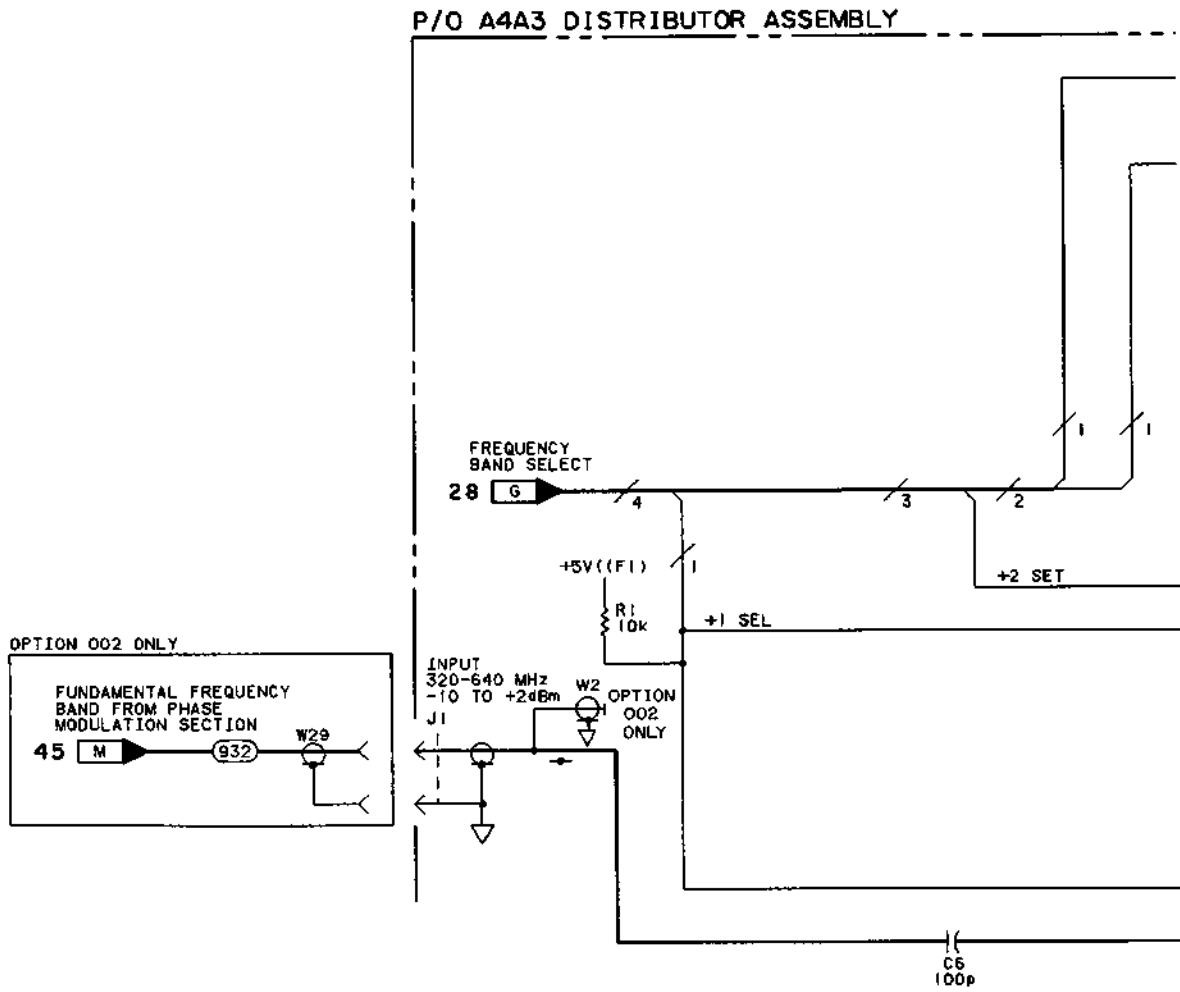 P/O A4A3 DISTRIBUTOR ASSEMBLY
1
1
FREQUENCY
BAND SELECT
28 G
4
3
2
+5V((F1)
1
+2 SET
R1
10K
+1 SEL
OPTION 002 ONLY
INPUT
320-640 MHz
-10 TO +2dBm
J1
W2
OPTION
002
ONLY
FUNDAMENTAL FREQUENCY
BAND FROM PHASE
MODULATION SECTION
45 M
932
W29
C6
100p